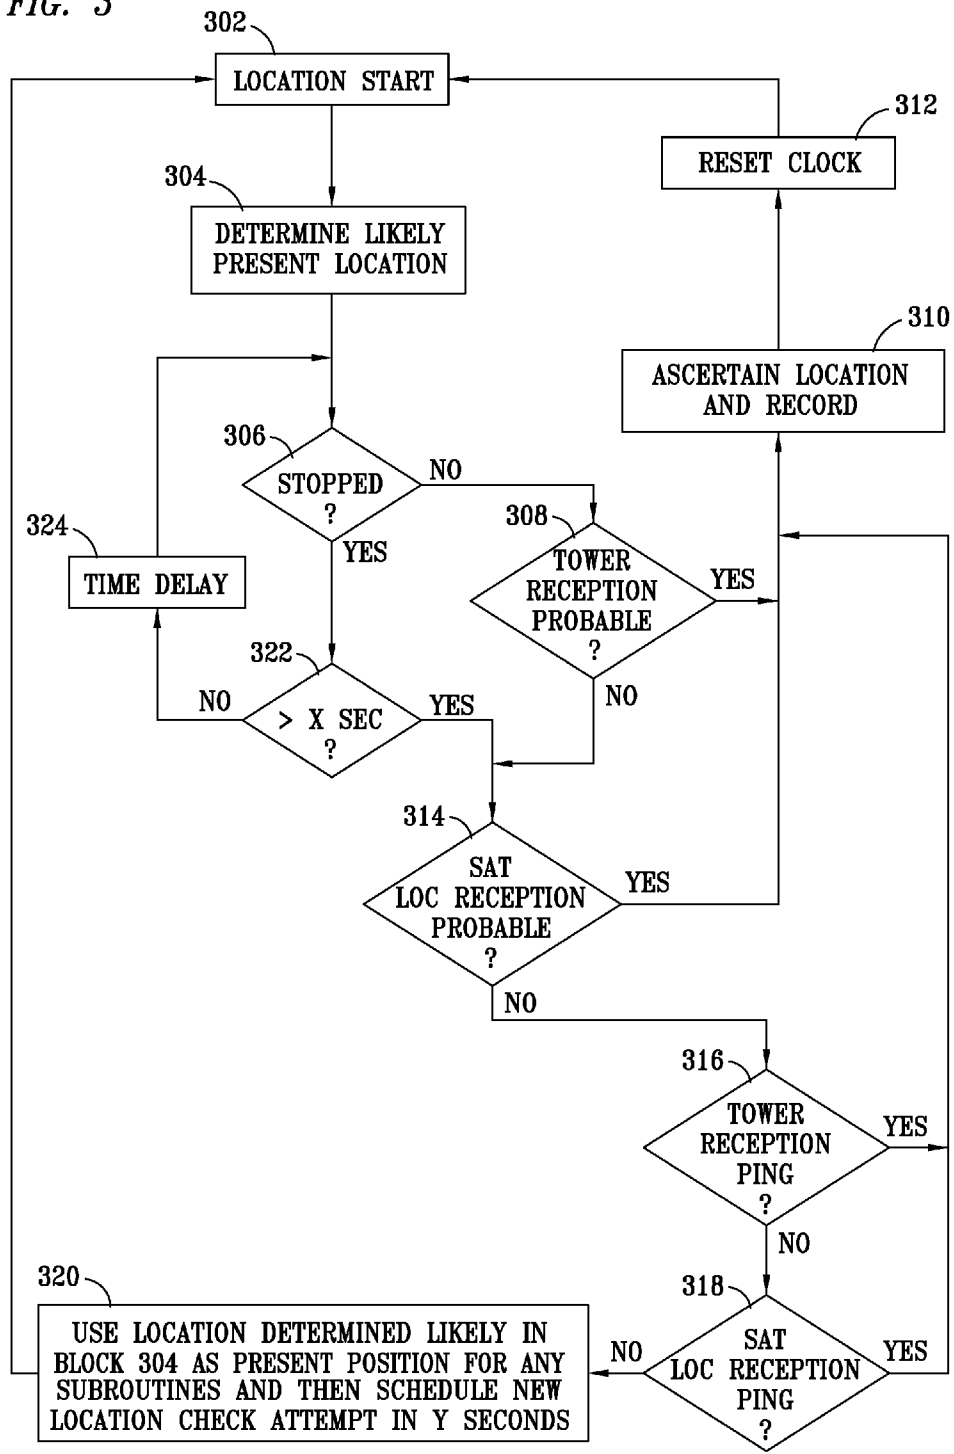 FIG. 3
302
LOCATION START
312
RESET CLOCK
304
DETERMINE LIKELY
PRESENT LOCATION
310
ASCERTAIN LOCATION
AND RECORD
306
STOPPED
?
NO
YES
308
TOWER
RECEPTION
PROBABLE
?
YES
NO
324
TIME DELAY
322
> X SEC
?
NO
YES
314
SAT
LOC RECEPTION
PROBABLE
?
YES
NO
316
TOWER
RECEPTION
PING
?
YES
NO
318
SAT
LOC RECEPTION
PING
?
YES
NO
320
USE LOCATION DETERMINED LIKELY IN
BLOCK 304 AS PRESENT POSITION FOR ANY
SUBROUTINES AND THEN SCHEDULE NEW
LOCATION CHECK ATTEMPT IN Y SECONDS